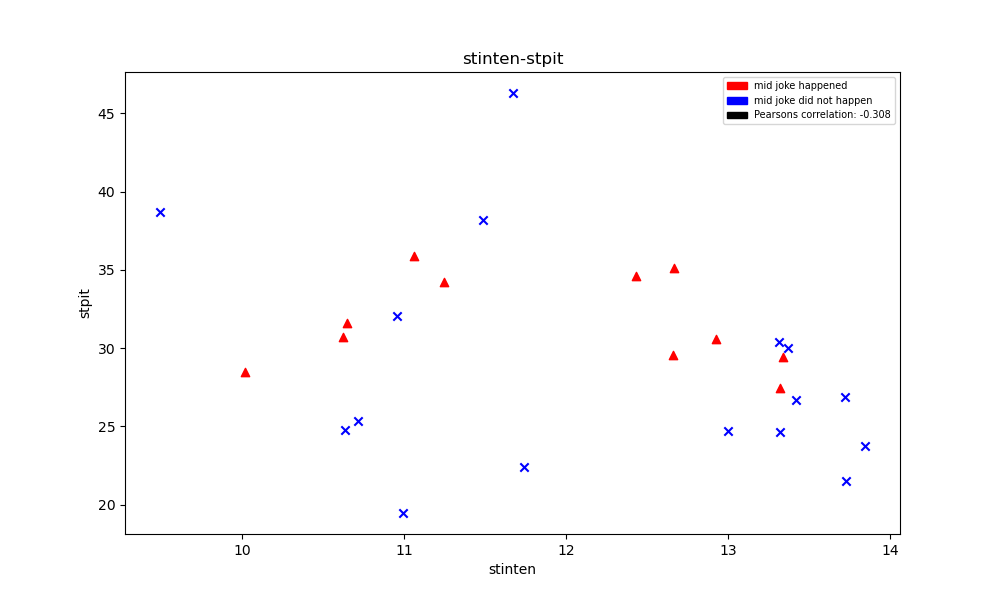 stinten-stpit
mid joke happened
mid joke did not happen
Pearsons correlation: -0.308
45
40
35
30
25
20
stpit
10
11
12
13
14
stinten